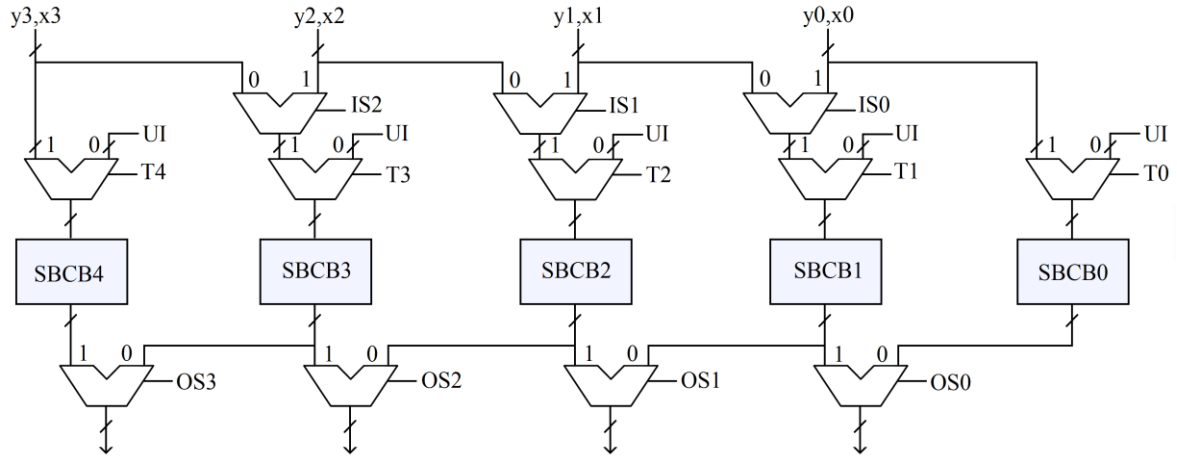 y3,x3 y2,x2 y1,x1 y0,x0
0 1 0 1 0 1
IS2 IS1 IS0
1 0 UI 1 0 UI 1 0 UI 1 0 UI 1 0 UI
T4 T3 T2 T1 T0
SBCB4 SBCB3 SBCB2 SBCB1 SBCB0
1 0 1 0 1 0 1 0
OS3 OS2 OS1 OS0